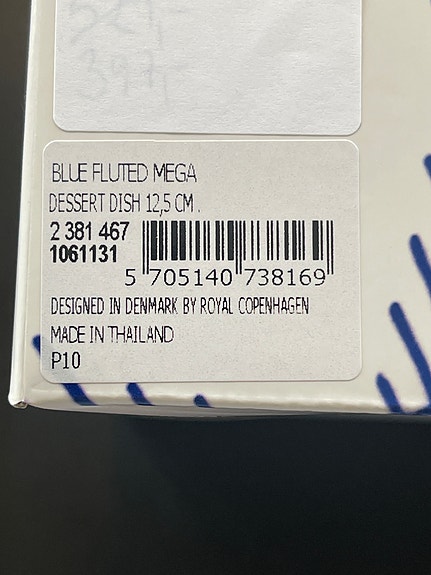 BLUE FLUTED MEGA
DESSERT DISH 12,5 CM.
2 381 467
1061131
5 705140 738169
DESIGNED IN DENMARK BY ROYAL COPENHAGEN
MADE IN THAILAND
P10